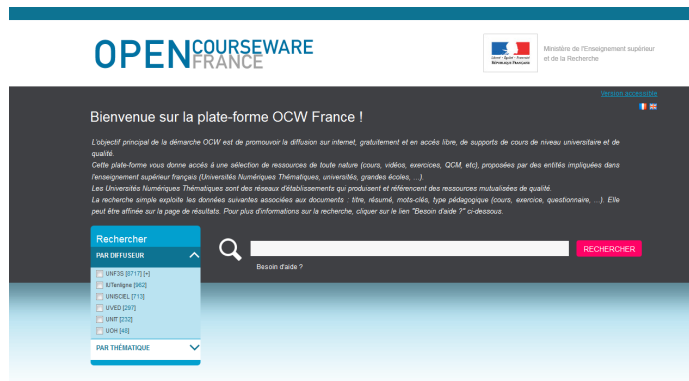 OPENCOURSEWARE
FRANCE
Liberté • Égalité • Fraternité
RÉPUBLIQUE FRANÇAISE
Ministère de l'Enseignement supérieur
et de la Recherche
Version accessible
Bienvenue sur la plate-forme OCW France !
L'objectif principal de la démarche OCW est de promouvoir la diffusion sur internet, gratuitement et en accès libre, de supports de cours de niveau universitaire et de
qualité.
Cette plate-forme vous donne accès à une sélection de ressources de toute nature (cours, vidéos, exercices, QCM, etc), proposées par des entités impliquées dans
l'enseignement supérieur français (Universités Numériques Thématiques, universités, grandes écoles, ...).
Les Universités Numériques Thématiques sont des réseaux d'établissements qui produisent et référencent des ressources mutualisées de qualité.
La recherche simple exploite les données suivantes associées aux documents : titre, résumé, mots-clés, type pédagogique (cours, exercice, questionnaire, ...). Elle
peut être affinée sur la page de résultats. Pour plus d'informations sur la recherche, cliquer sur le lien "Besoin d'aide ?" ci-dessous.
Rechercher
PAR DIFFUSEUR
RECHERCHER
Besoin d'aide ?
UNF3S [8717] [+]
IUTenligne [962]
UNISCIEL [713]
UVED [297]
UNIT [232]
UOH [45]
PAR THÉMATIQUE